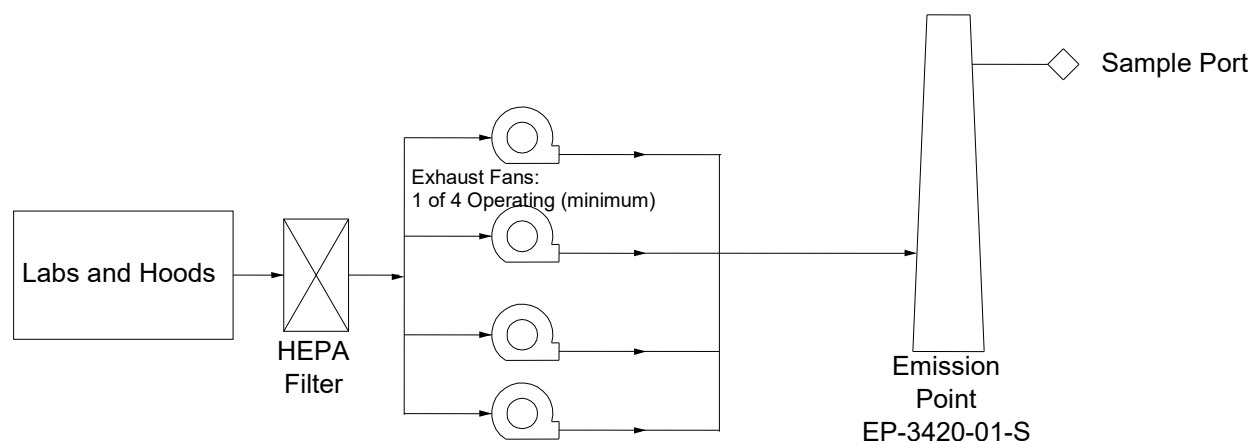 Sample Port
Exhaust Fans:
1 of 4 Operating (minimum)
Labs and Hoods
HEPA
Filter
Emission
Point
EP-3420-01-S